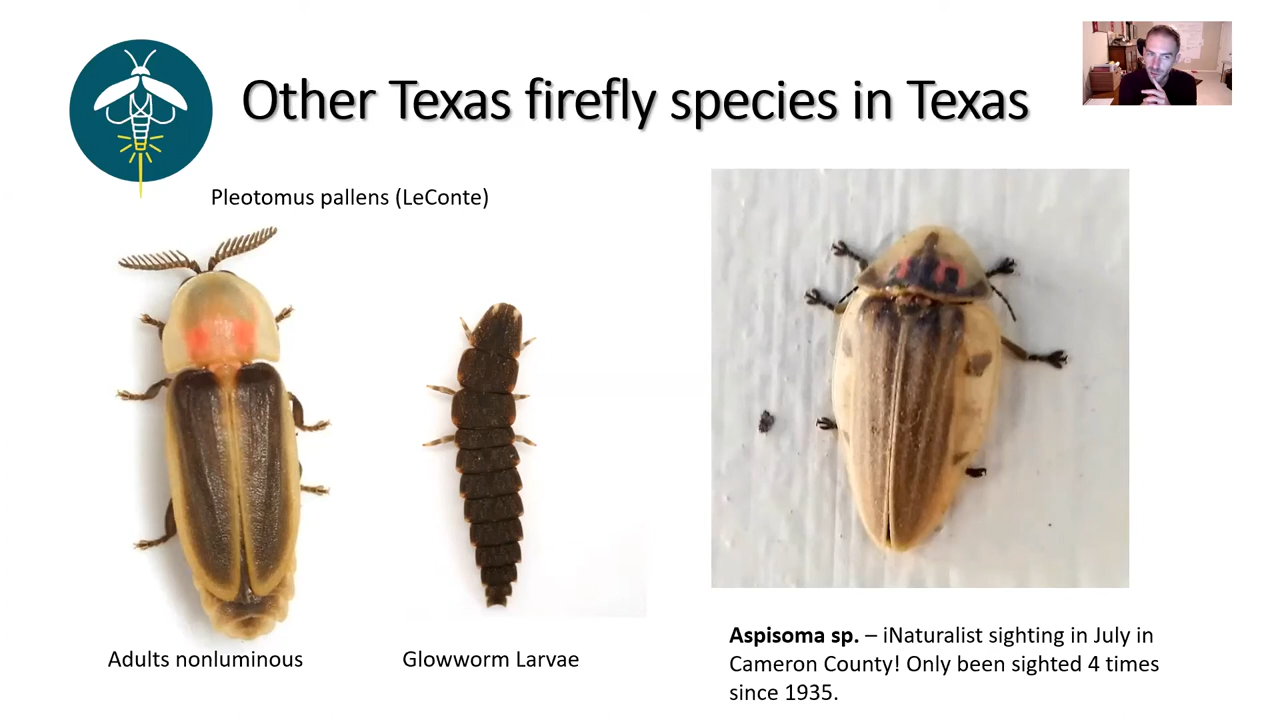 Other Texas firefly species in Texas
Pleotomus pallens (LeConte)
Adults nonluminous
Glowworm Larvae
Aspisoma sp. – iNaturalist sighting in July in
Cameron County! Only been sighted 4 times
since 1935.